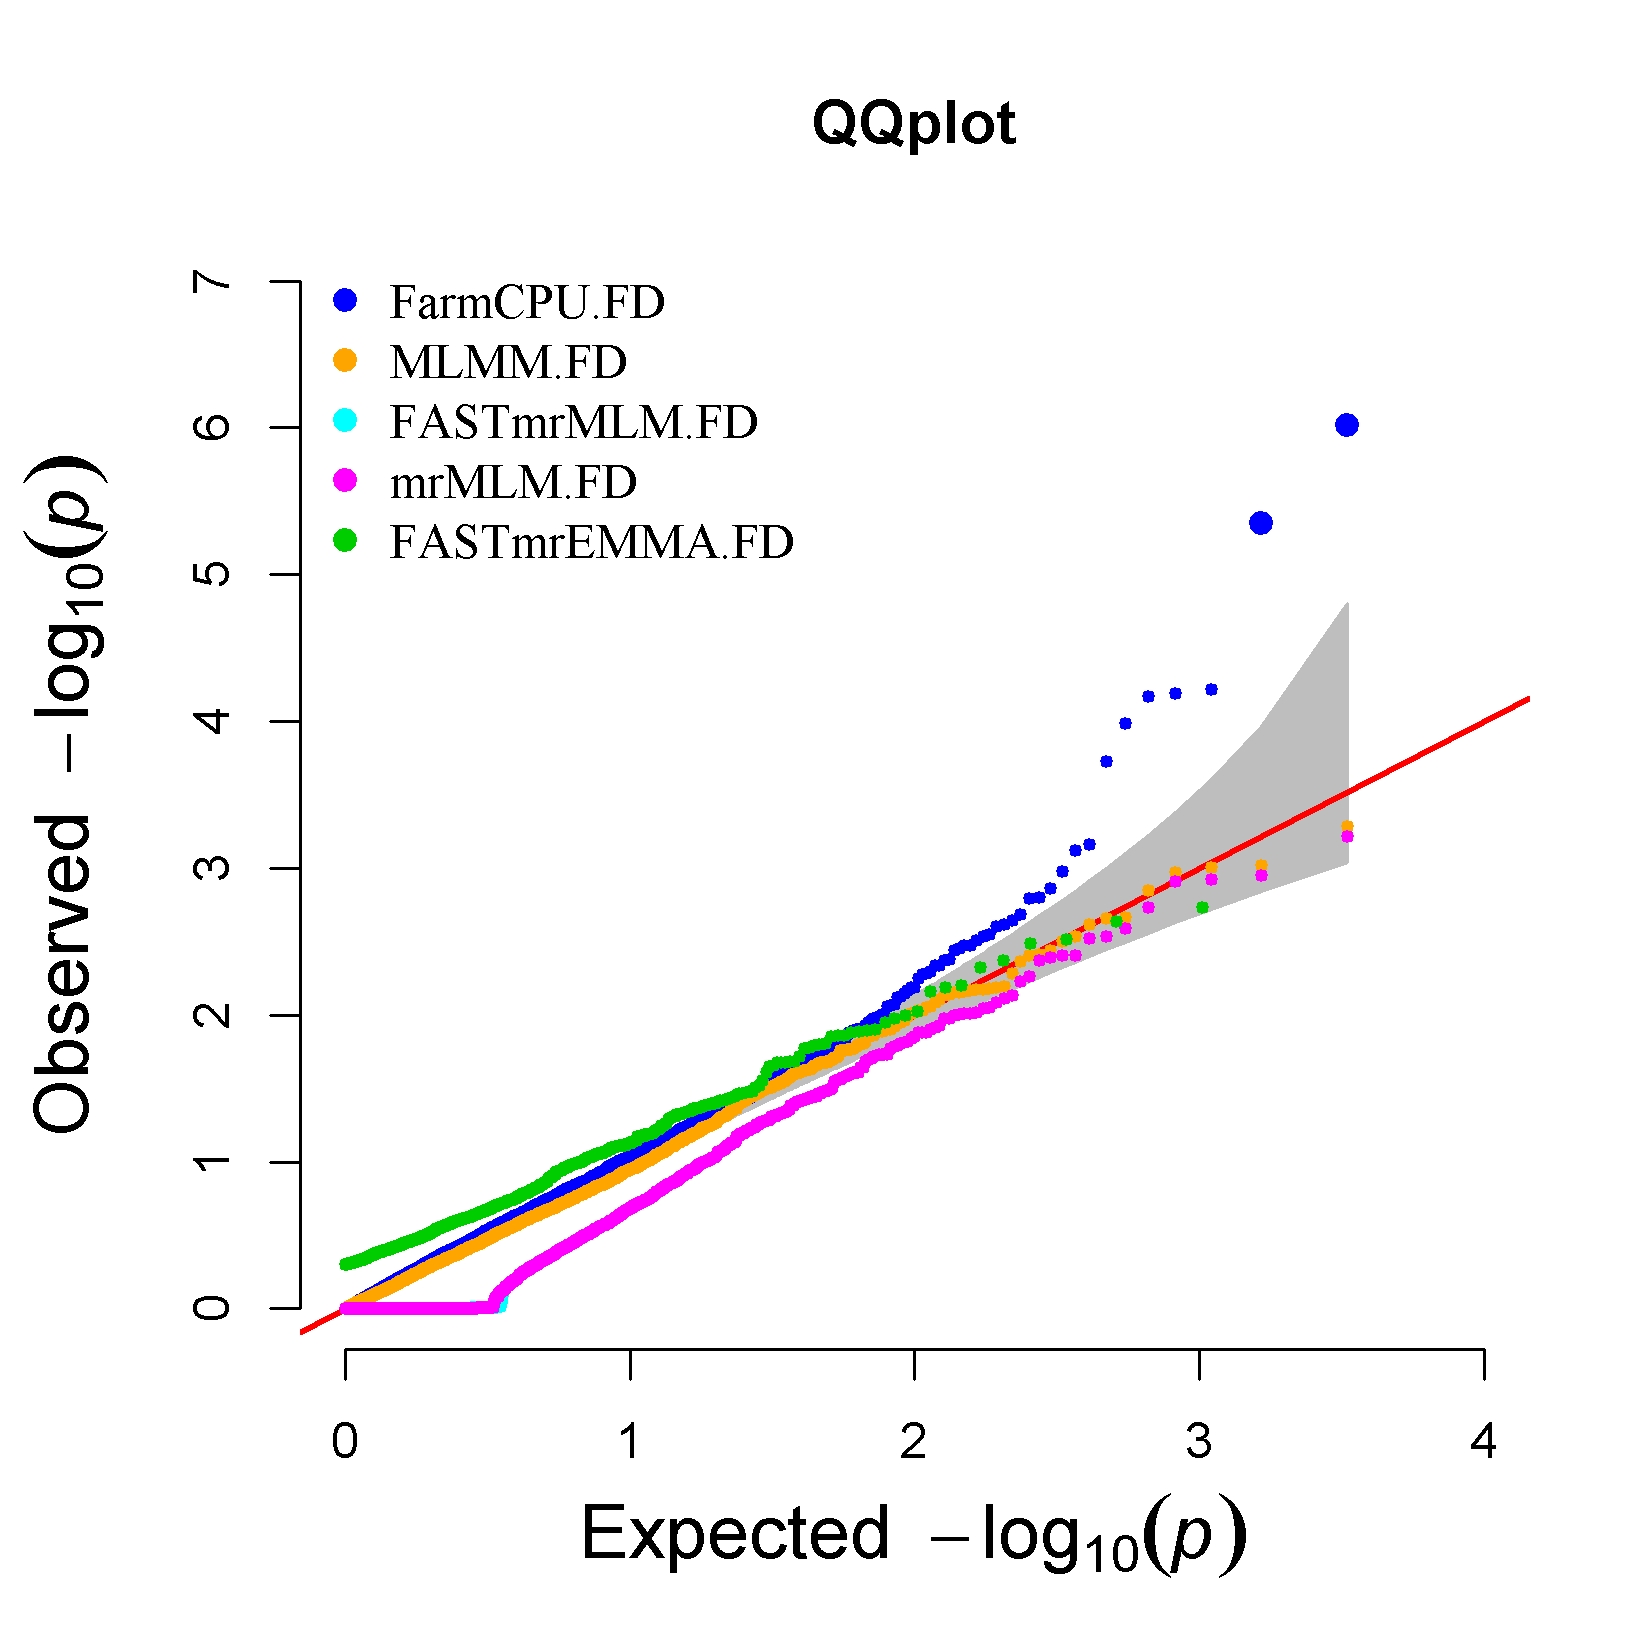 QQplot
7
6
5
4
3
2
1
0
Observed −log10(p)
FarmCPU.FD
MLMM.FD
FASTmrMLM.FD
mrMLM.FD
FASTmrEMMA.FD
0 1 2 3 4
Expected −log10(p)